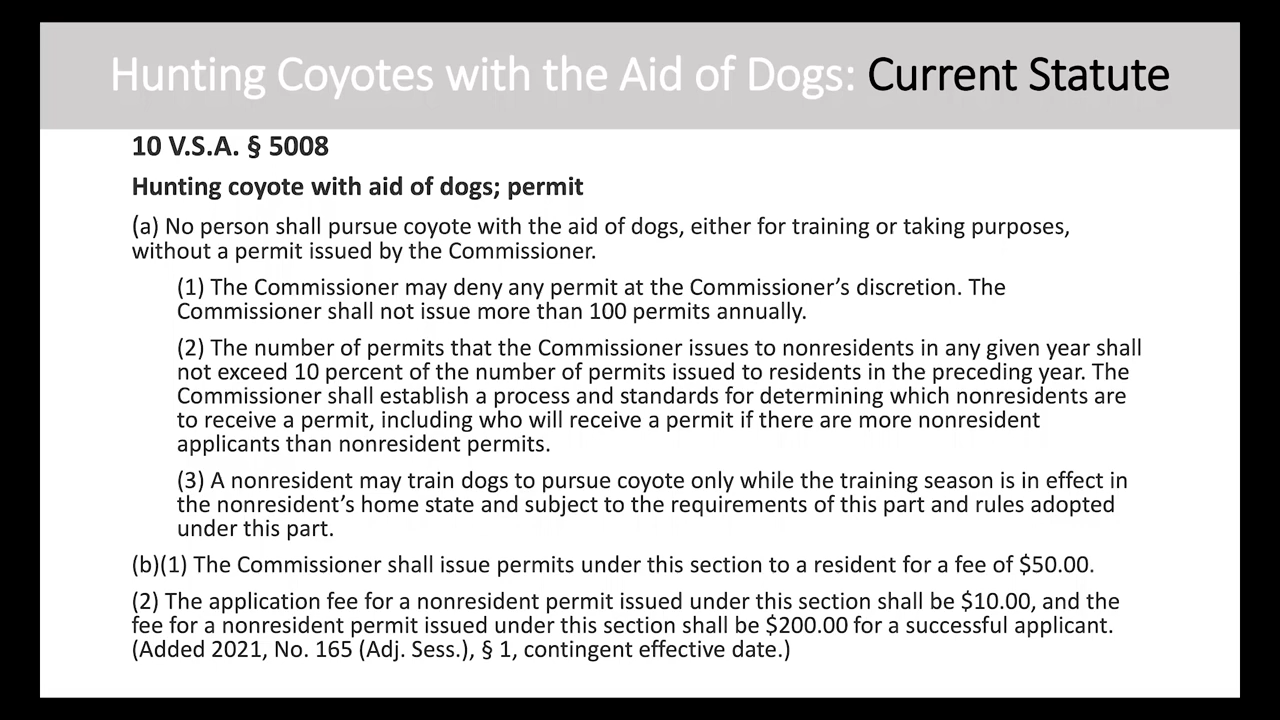 Hunting Coyotes with the Aid of Dogs: Current Statute
10 V.S.A. § 5008
Hunting coyote with aid of dogs; permit
(a) No person shall pursue coyote with the aid of dogs, either for training or taking purposes,
without a permit issued by the Commissioner.
(1) The Commissioner may deny any permit at the Commissioner’s discretion. The
Commissioner shall not issue more than 100 permits annually.
(2) The number of permits that the Commissioner issues to nonresidents in any given year shall
not exceed 10 percent of the number of permits issued to residents in the preceding year. The
Commissioner shall establish a process and standards for determining which nonresidents are
to receive a permit, including who will receive a permit if there are more nonresident
applicants than nonresident permits.
(3) A nonresident may train dogs to pursue coyote only while the training season is in effect in
the nonresident’s home state and subject to the requirements of this part and rules adopted
under this part.
(b)(1) The Commissioner shall issue permits under this section to a resident for a fee of $50.00.
(2) The application fee for a nonresident permit issued under this section shall be $10.00, and the
fee for a nonresident permit issued under this section shall be $200.00 for a successful applicant.
(Added 2021, No. 165 (Adj. Sess.), § 1, contingent effective date.)